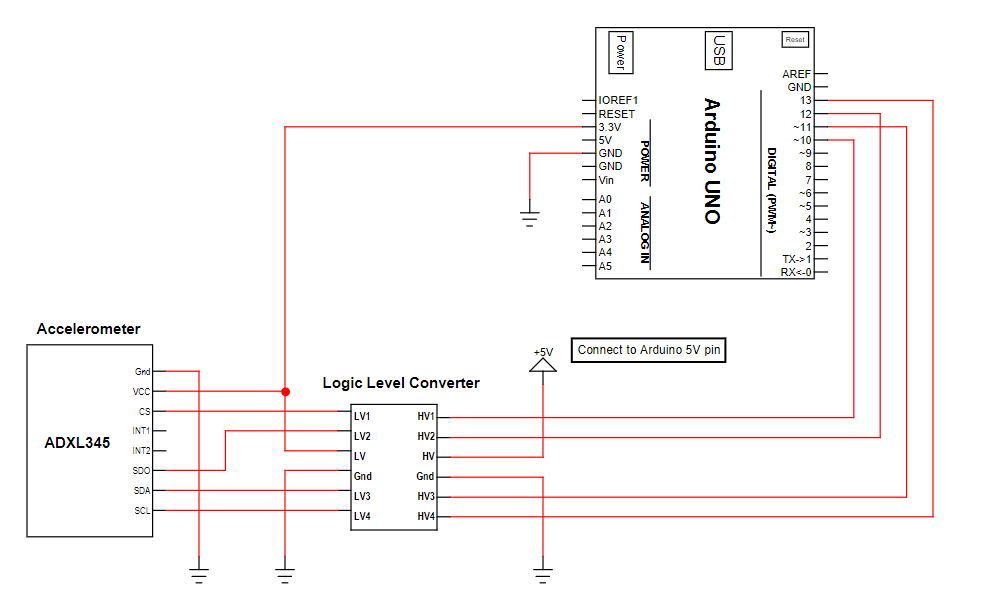 Power
USB
Reset
Arduino UNO
AREF
GND
13
12
~11
~10
~9
8
7
~6
~5
4
~3
2
TX->1
RX<-0
DIGITAL (PWM~)
IOREF1
RESET
3.3V
5V
GND
GND
Vin
POWER
A0
A1
A2
A3
A4
A5
ANALOG IN
Accelerometer
ADXL345
Gnd
VCC
CS
INT1
INT2
SDO
SDA
SCL
Logic Level Converter
LV1
LV2
LV
Gnd
LV3
LV4
HV1
HV2
HV
Gnd
HV3
HV4
+5V
Connect to Arduino 5V pin